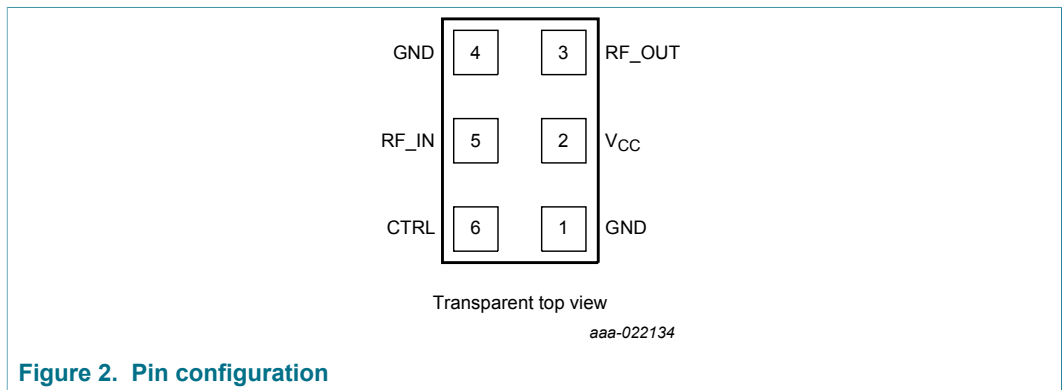 GND 4 3 RF_OUT
RF_IN 5 2 VCC
CTRL 6 1 GND
Transparent top view
aaa-022134
Figure 2. Pin configuration